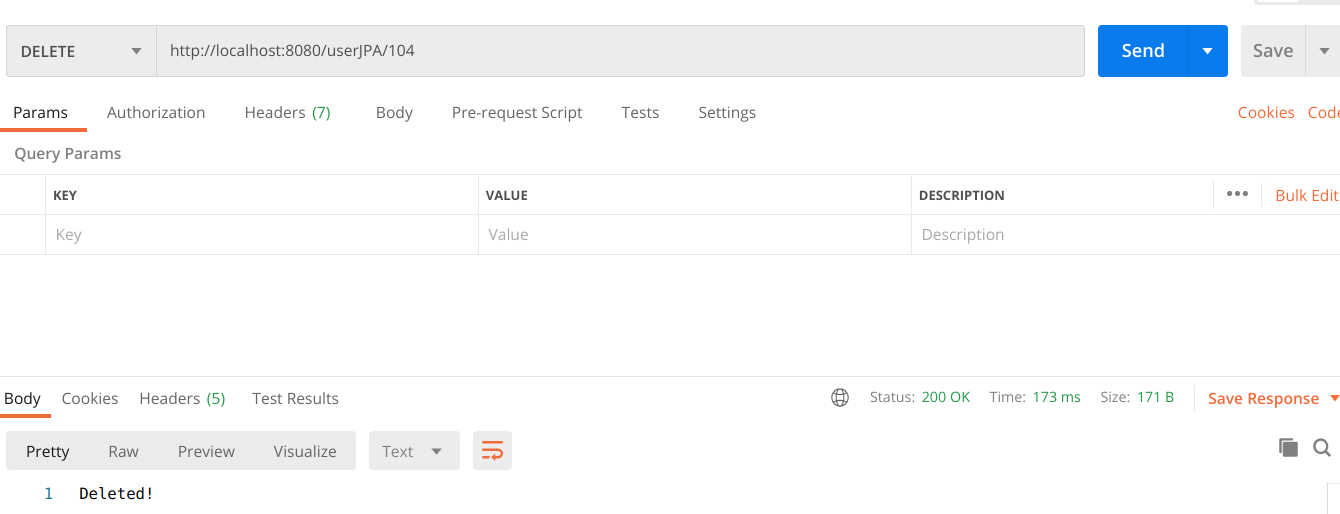 DELETE http://localhost:8080/userJPA/104 Send Save
Params Authorization Headers (7) Body Pre-request Script Tests Settings Cookies Code
Query Params
KEY VALUE DESCRIPTION ••• Bulk Edit
Key Value Description
Body Cookies Headers (5) Test Results Status: 200 OK Time: 173 ms Size: 171 B Save Response
Pretty Raw Preview Visualize Text
1 Deleted!